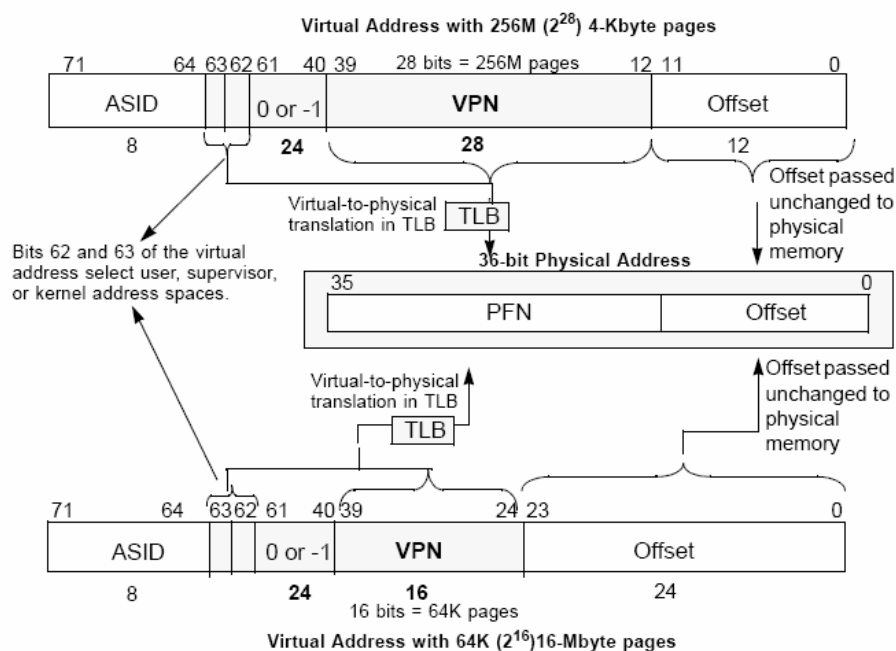 Virtual Address with 256M (2^28) 4-Kbyte pages
71 64 63 62 61 40 39 28 bits = 256M pages 12 11 0
ASID 0 or -1 VPN Offset
8 24 28 12
Virtual-to-physical
translation in TLB
TLB
Offset passed
unchanged to
physical
memory
Bits 62 and 63 of the virtual
address select user, supervisor,
or kernel address spaces.
36-bit Physical Address
35 0
PFN Offset
Virtual-to-physical
translation in TLB
TLB
Offset passed
unchanged to
physical
memory
71 64 63 62 61 40 39 24 23 0
ASID 0 or -1 VPN Offset
8 24 16 24
16 bits = 64K pages
Virtual Address with 64K (2^16)16-Mbyte pages